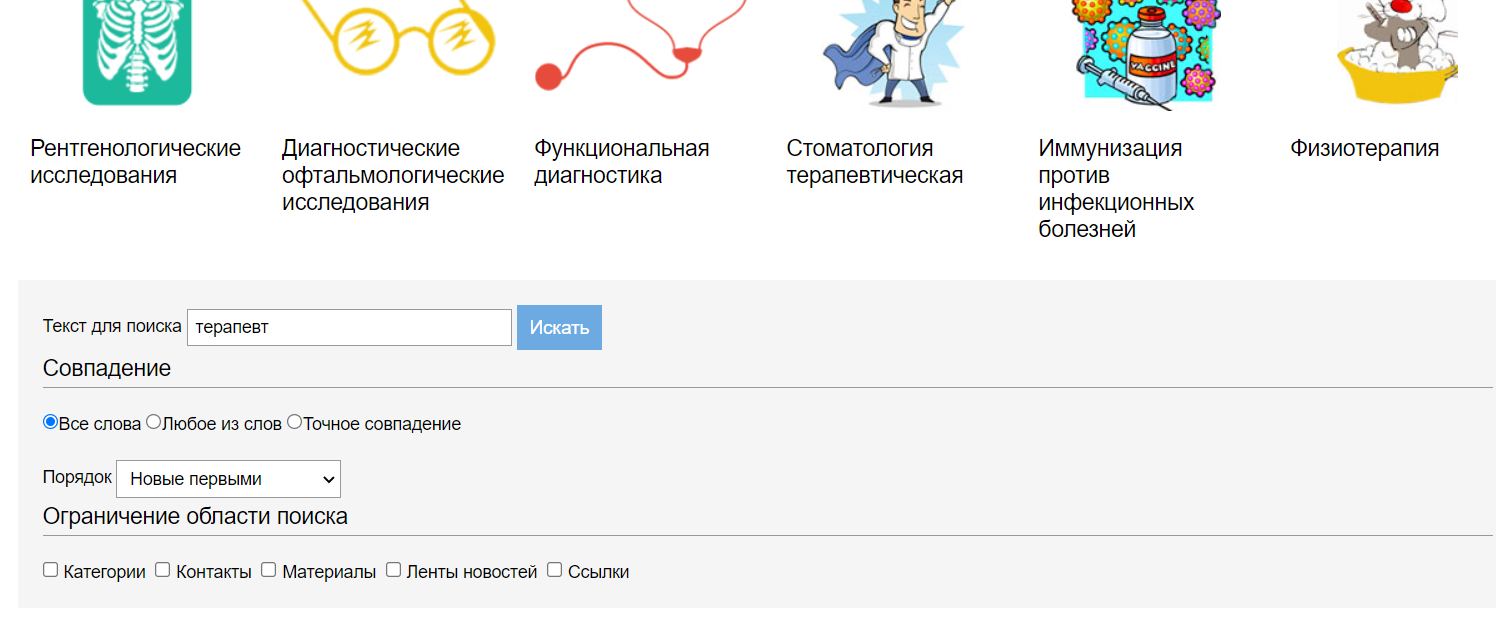 VACCINE
Рентгенологические
исследования
Диагностические
офтальмологические
исследования
Функциональная
диагностика
Стоматология
терапевтическая
Иммунизация
против
инфекционных
болезней
Физиотерапия
Текст для поиска терапевт Искать
Совпадение
Все слова Любое из слов Точное совпадение
Порядок Новые первыми
Ограничение области поиска
Категории Контакты Материалы Ленты новостей Ссылки